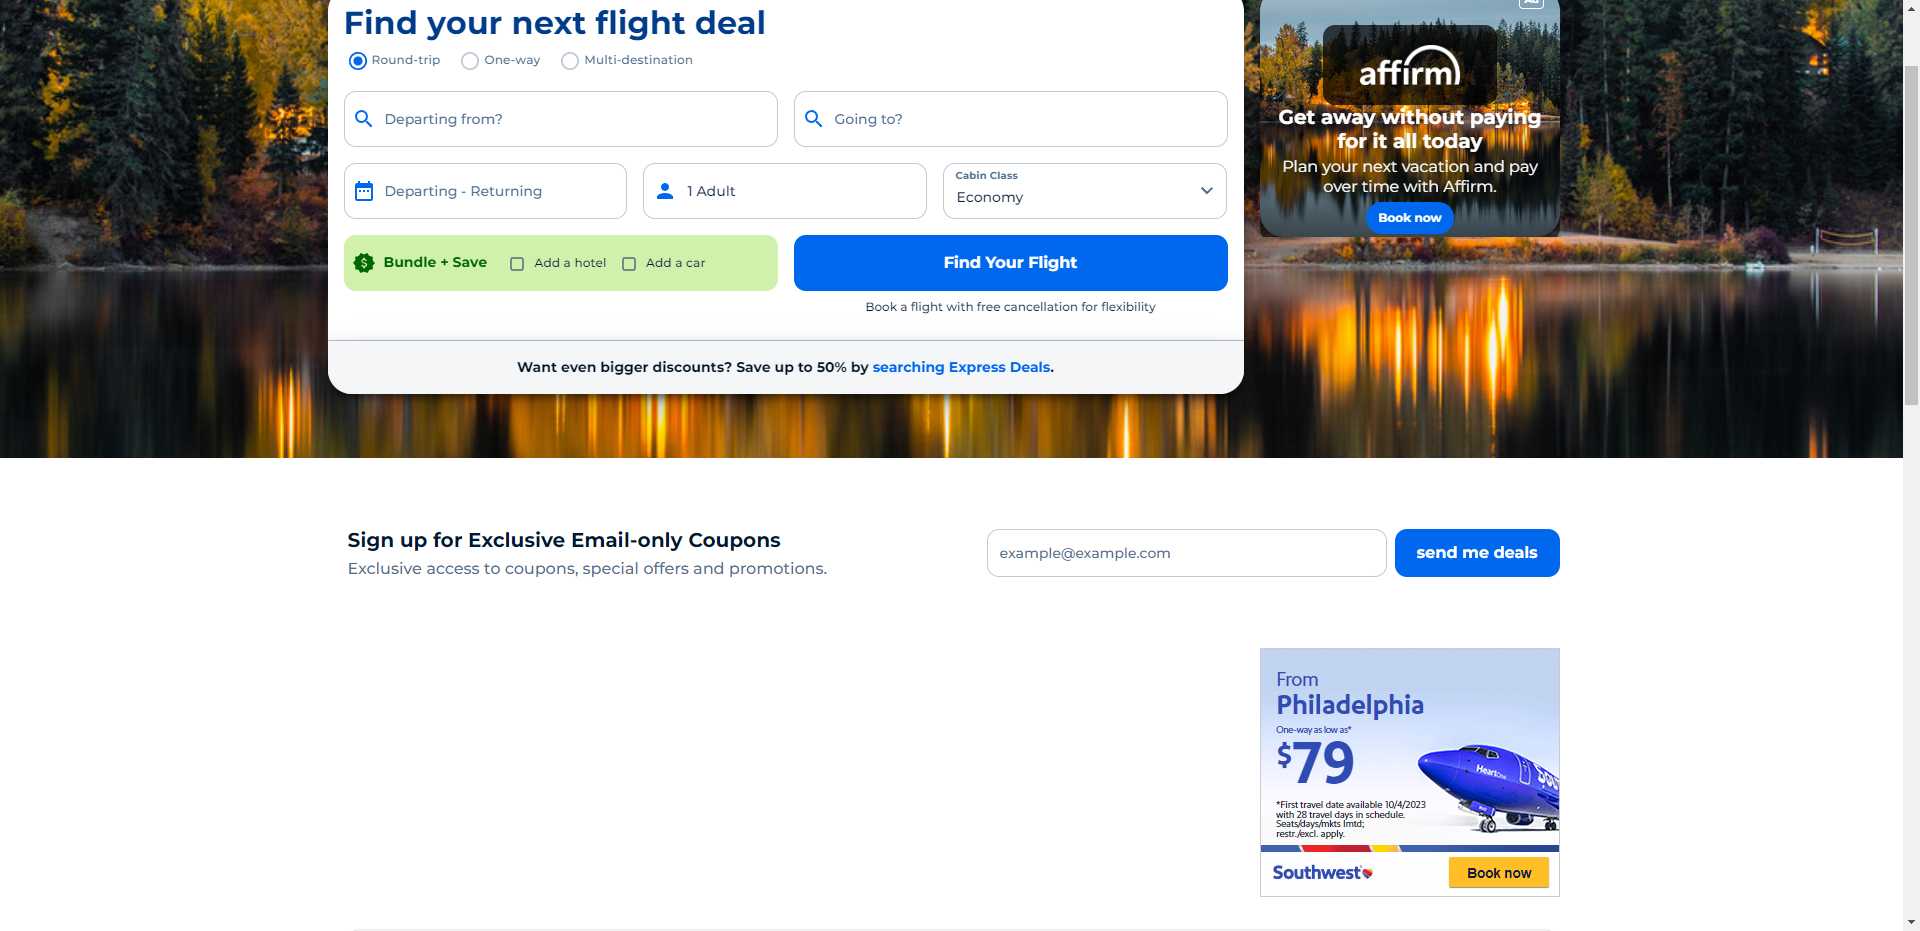 Find your next flight deal
Round-trip
One-way
Multi-destination
Departing from?
Going to?
Departing - Returning
1 Adult
Cabin Class
Economy
Bundle + Save
Add a hotel
Add a car
Find Your Flight
Book a flight with free cancellation for flexibility
Want even bigger discounts? Save up to 50% by searching Express Deals.
affirm
Get away without paying
for it all today
Plan your next vacation and pay
over time with Affirm.
Book now
Sign up for Exclusive Email-only Coupons
Exclusive access to coupons, special offers and promotions.
example@example.com
send me deals
From
Philadelphia
One-way as low as*
$79
*First travel date available 10/4/2023
with 28 travel days in schedule.
Seats/days/mkts lmtd;
restr./excl. apply.
Southwest
Book now